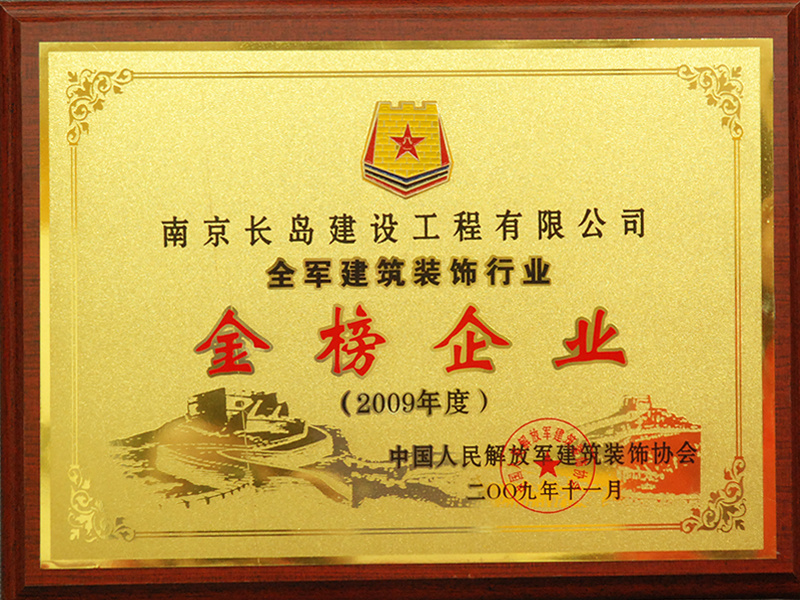 南京长岛建设工程有限公司
全军建筑装饰行业
金榜企业
（2009年度）
中国人民解放军建筑装饰协会
二〇〇九年十一月